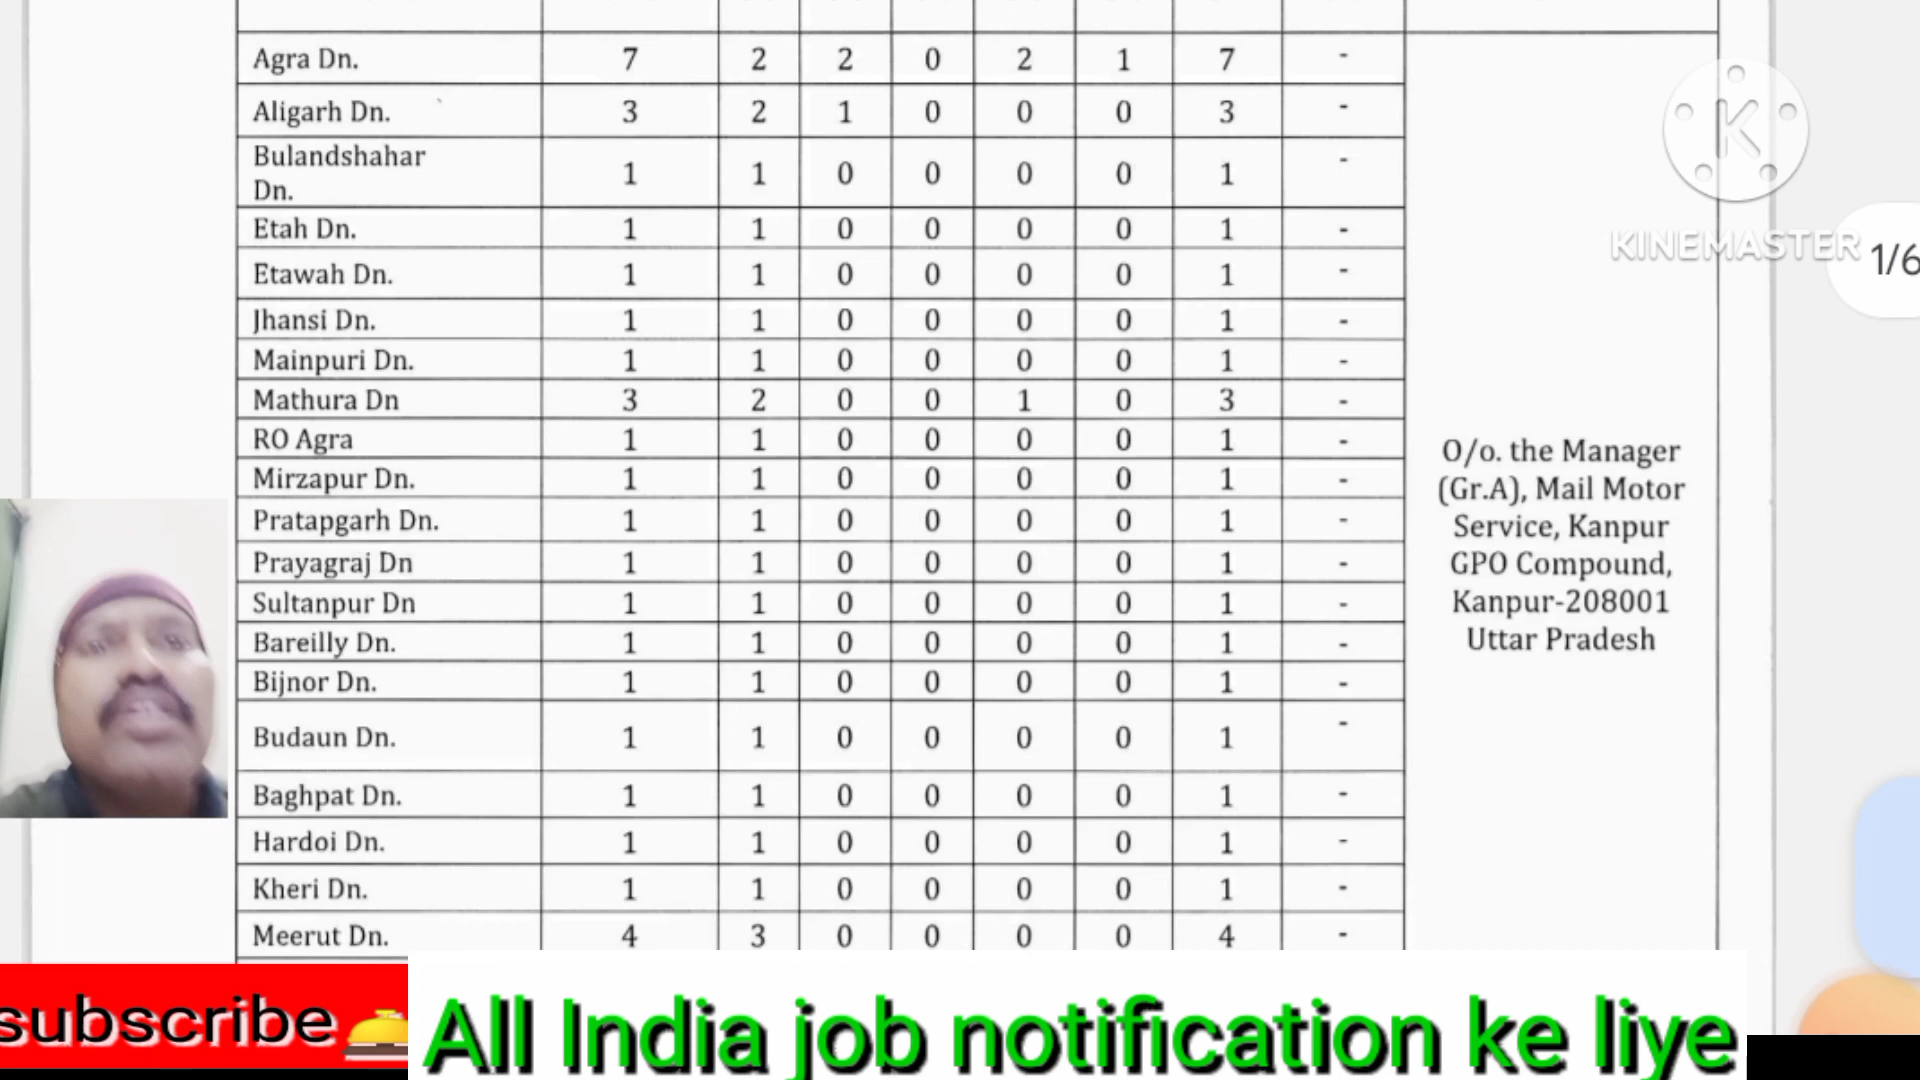 Agra Dn. 7 2 2 0 2 1 7 -
Aligarh Dn. 3 2 1 0 0 0 3 -
Bulandshahar
Dn. 1 1 0 0 0 0 1 -
Etah Dn. 1 1 0 0 0 0 1 -
Etawah Dn. 1 1 0 0 0 0 1 -
Jhansi Dn. 1 1 0 0 0 0 1 -
Mainpuri Dn. 1 1 0 0 0 0 1 -
Mathura Dn 3 2 0 0 1 0 3 -
RO Agra 1 1 0 0 0 0 1 -
Mirzapur Dn. 1 1 0 0 0 0 1 -
Pratapgarh Dn. 1 1 0 0 0 0 1 -
Prayagraj Dn 1 1 0 0 0 0 1 -
Sultanpur Dn 1 1 0 0 0 0 1 -
Bareilly Dn. 1 1 0 0 0 0 1 -
Bijnor Dn. 1 1 0 0 0 0 1 -
Budaun Dn. 1 1 0 0 0 0 1 -
Baghpat Dn. 1 1 0 0 0 0 1 -
Hardoi Dn. 1 1 0 0 0 0 1 -
Kheri Dn. 1 1 0 0 0 0 1 -
Meerut Dn. 4 3 0 0 0 0 4 -
O/o. the Manager
(Gr.A), Mail Motor
Service, Kanpur
GPO Compound,
Kanpur-208001
Uttar Pradesh
K
KINEMASTER
1/6
subscribe
All India job notification ke liye